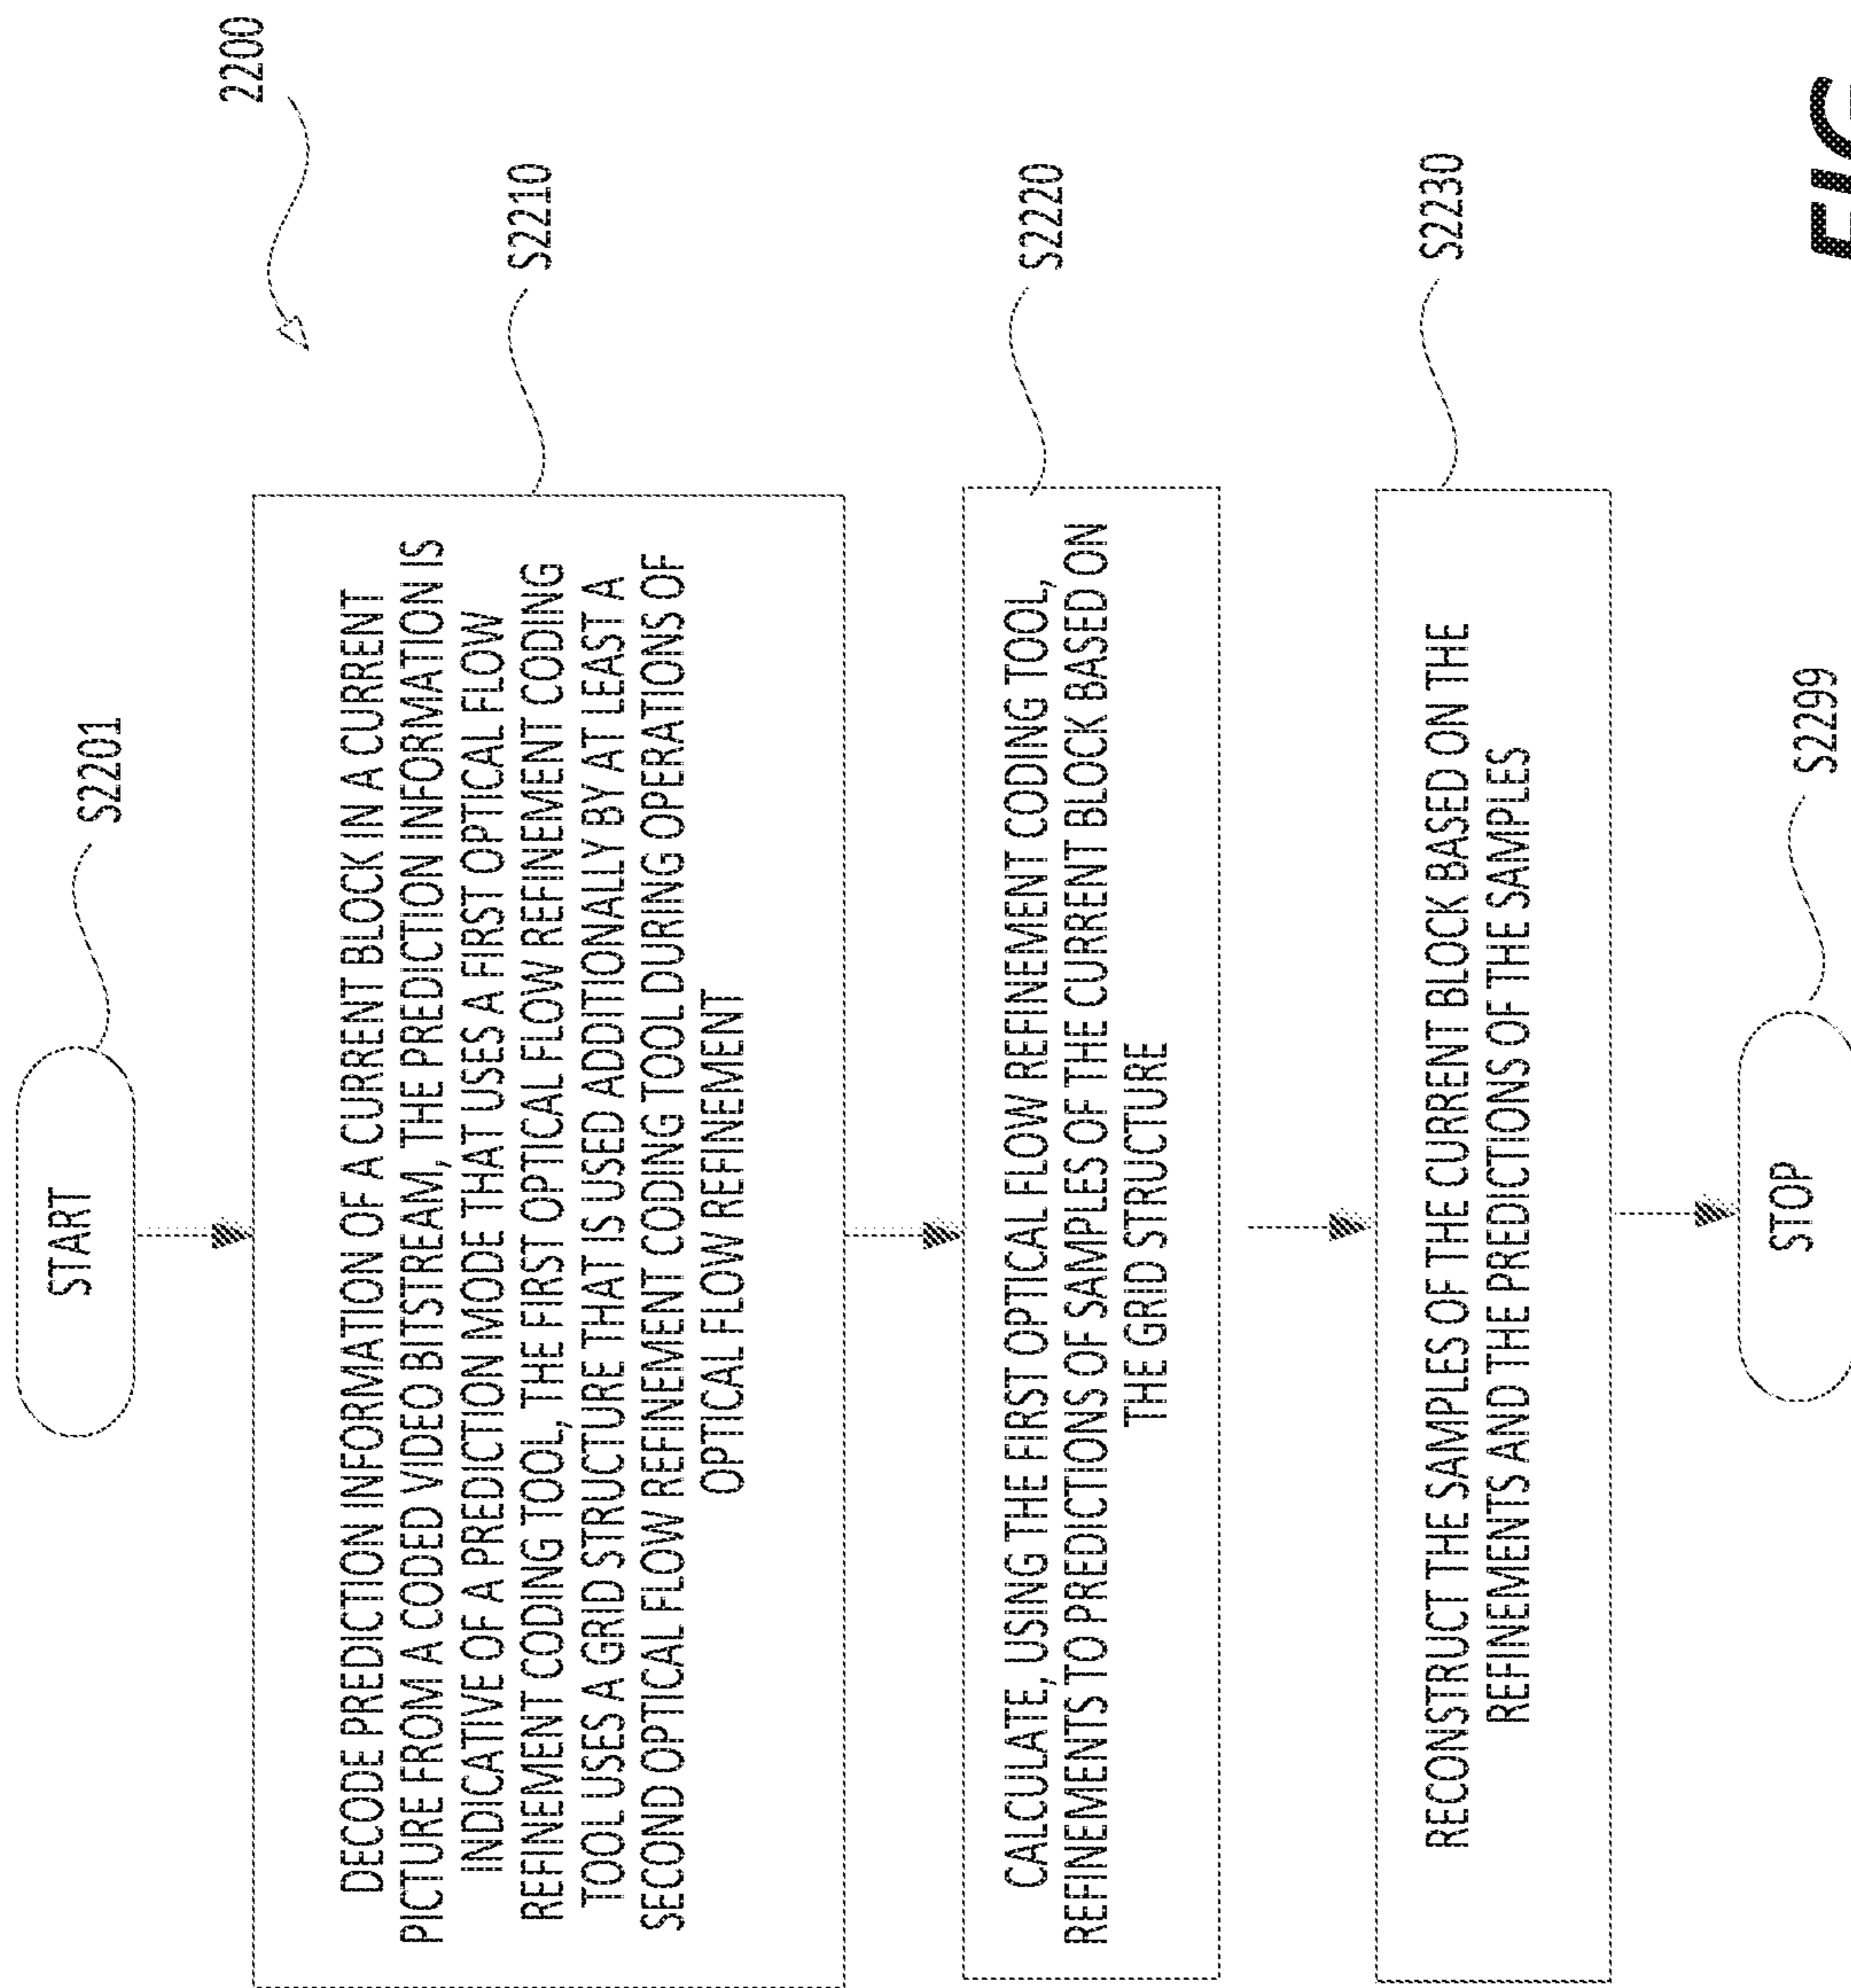 2200
START
S2201
DECODE PREDICTION INFORMATION OF A CURRENT BLOCK IN A CURRENT
PICTURE FROM A CODED VIDEO BITSTREAM, THE PREDICTION INFORMATION IS
INDICATIVE OF A PREDICTION MODE THAT USES A FIRST OPTICAL FLOW
REFINEMENT CODING TOOL, THE FIRST OPTICAL FLOW REFINEMENT CODING
TOOL USES A GRID STRUCTURE THAT IS USED ADDITIONALLY BY AT LEAST A
SECOND OPTICAL FLOW REFINEMENT CODING TOOL DURING OPERATIONS OF
OPTICAL FLOW REFINEMENT
S2210
CALCULATE, USING THE FIRST OPTICAL FLOW REFINEMENT CODING TOOL,
REFINEMENTS TO PREDICTIONS OF SAMPLES OF THE CURRENT BLOCK BASED ON
THE GRID STRUCTURE
S2220
RECONSTRUCT THE SAMPLES OF THE CURRENT BLOCK BASED ON THE
REFINEMENTS AND THE PREDICTIONS OF THE SAMPLES
S2230
STOP
S2299
FIG